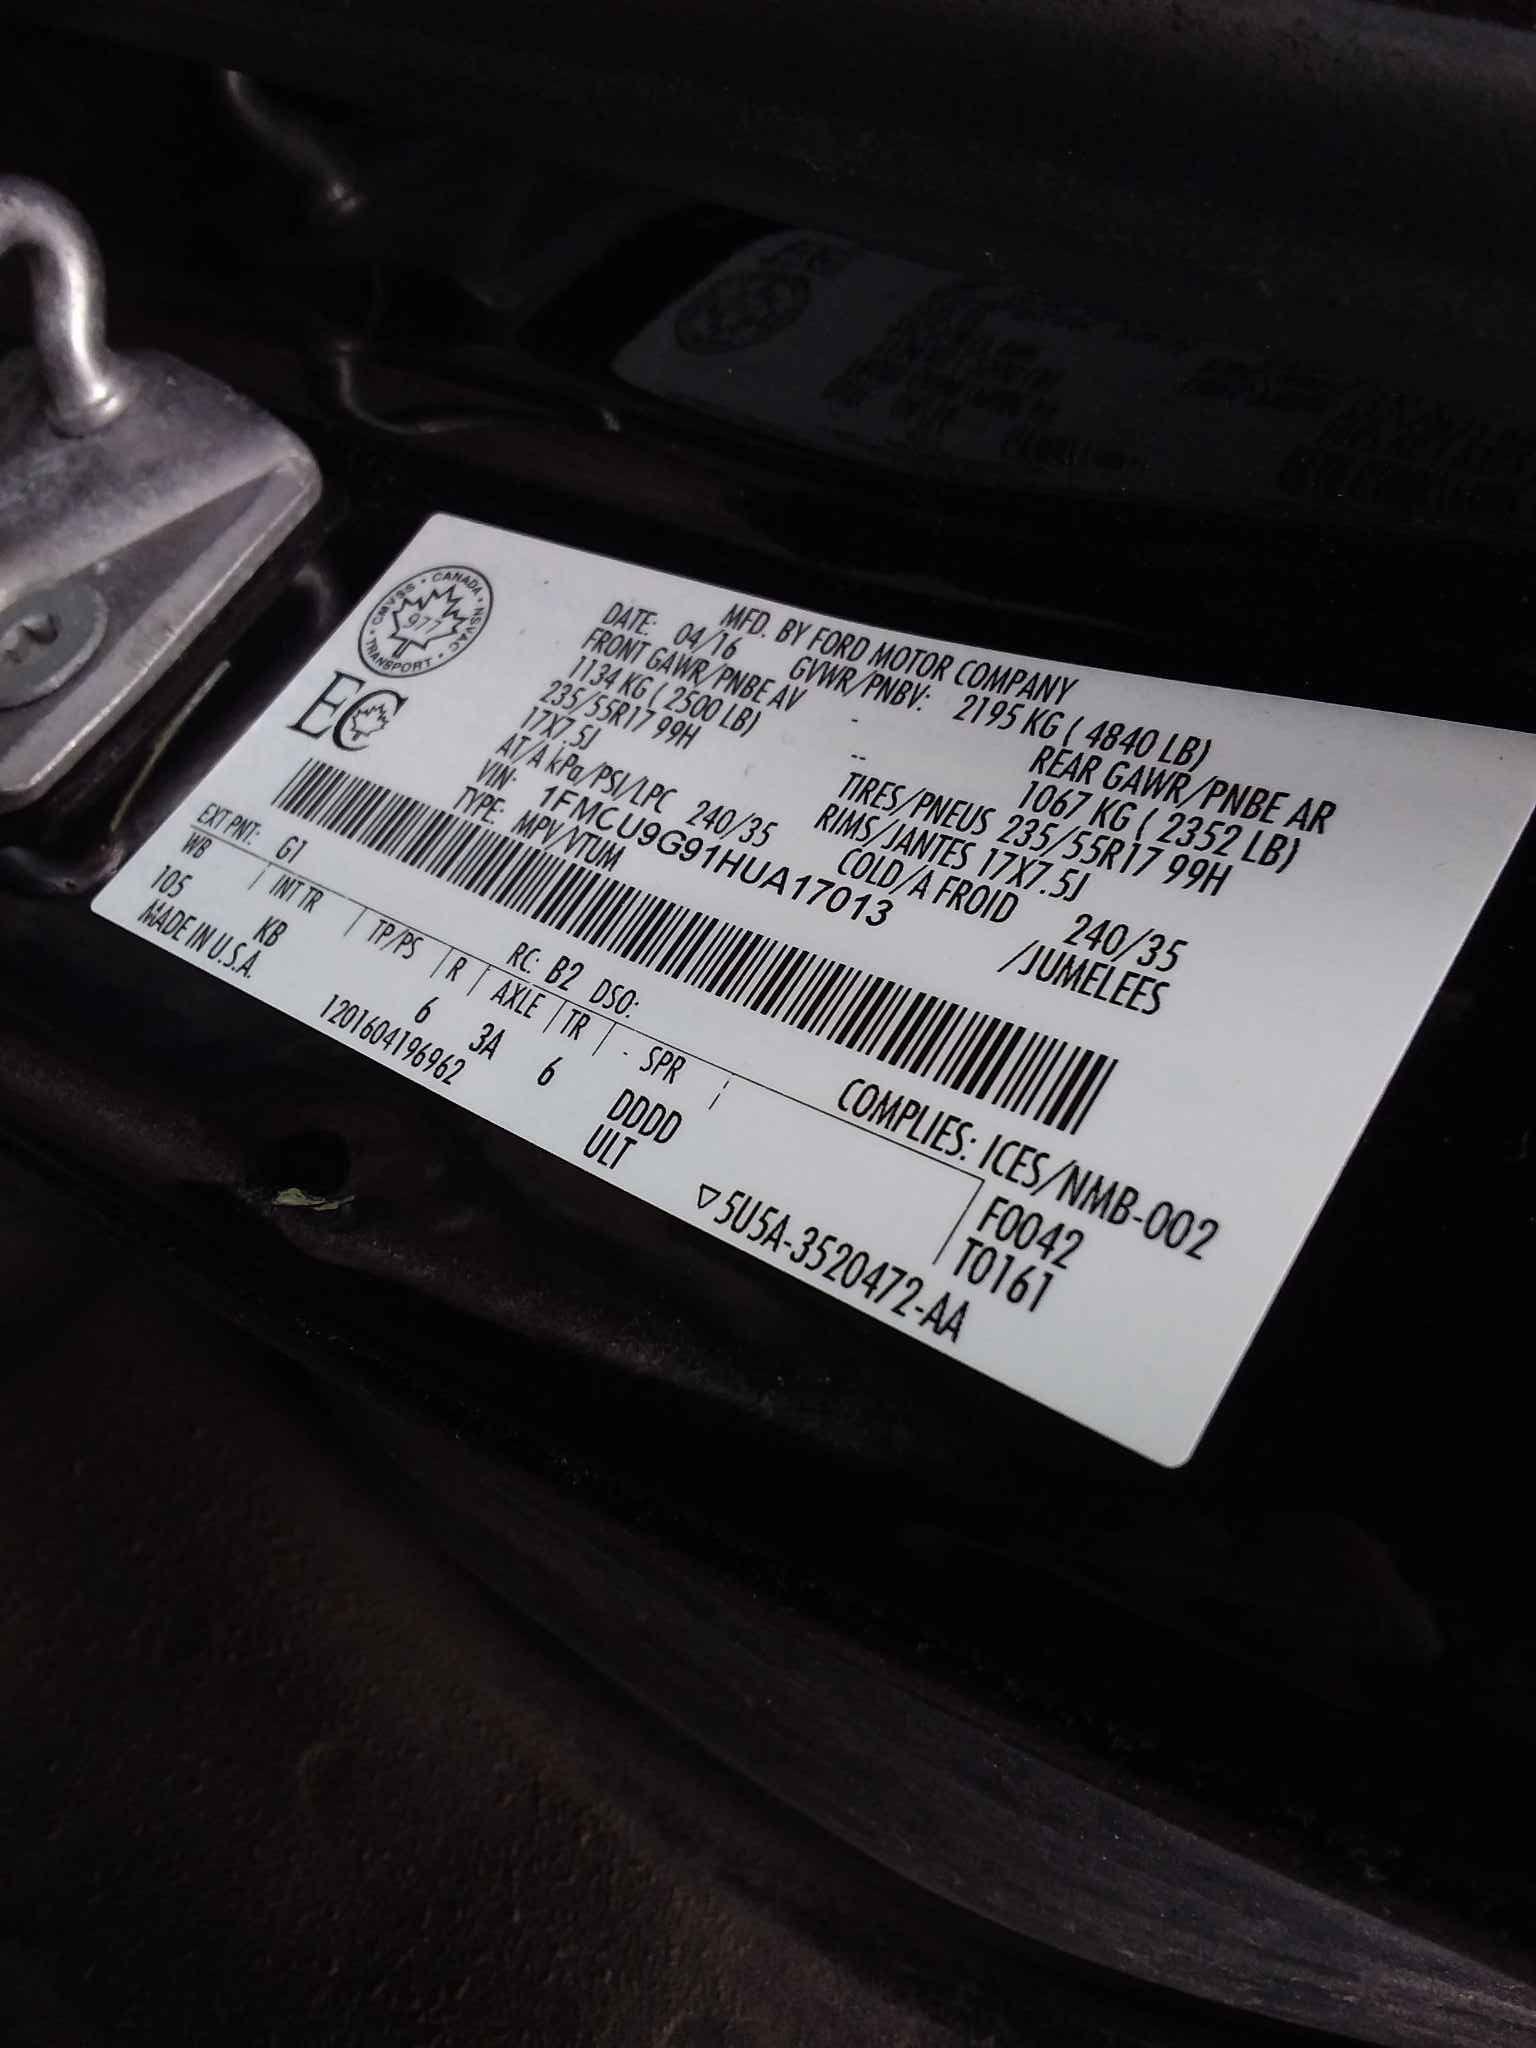 CMVSS · CANADA · NSVAC · TRANSPORT ·
977
EC
MFD. BY FORD MOTOR COMPANY
DATE: 04/16 GVWR/PNBV: 2195 KG ( 4840 LB)
FRONT GAWR/PNBE AV - REAR GAWR/PNBE AR
1134 KG ( 2500 LB) -- 1067 KG ( 2352 LB)
235/55R17 99H TIRES/PNEUS 235/55R17 99H
17X7.5J RIMS/JANTES 17X7.5J
AT/A kPa/PSI/LPC 240/35 COLD/A FROID 240/35
VIN: 1FMCU9G91HUA17013 /JUMELEES
TYPE: MPV/VTUM
EXT PNT: G1 RC: B2 DSO: COMPLIES: ICES/NMB-002
WB INT TR TP/PS R AXLE TR SPR F0042
105 KB 6 3A 6 DDDD T0161
MADE IN U.S.A. 1201604196962 ULT
▽5U5A-3520472-AA